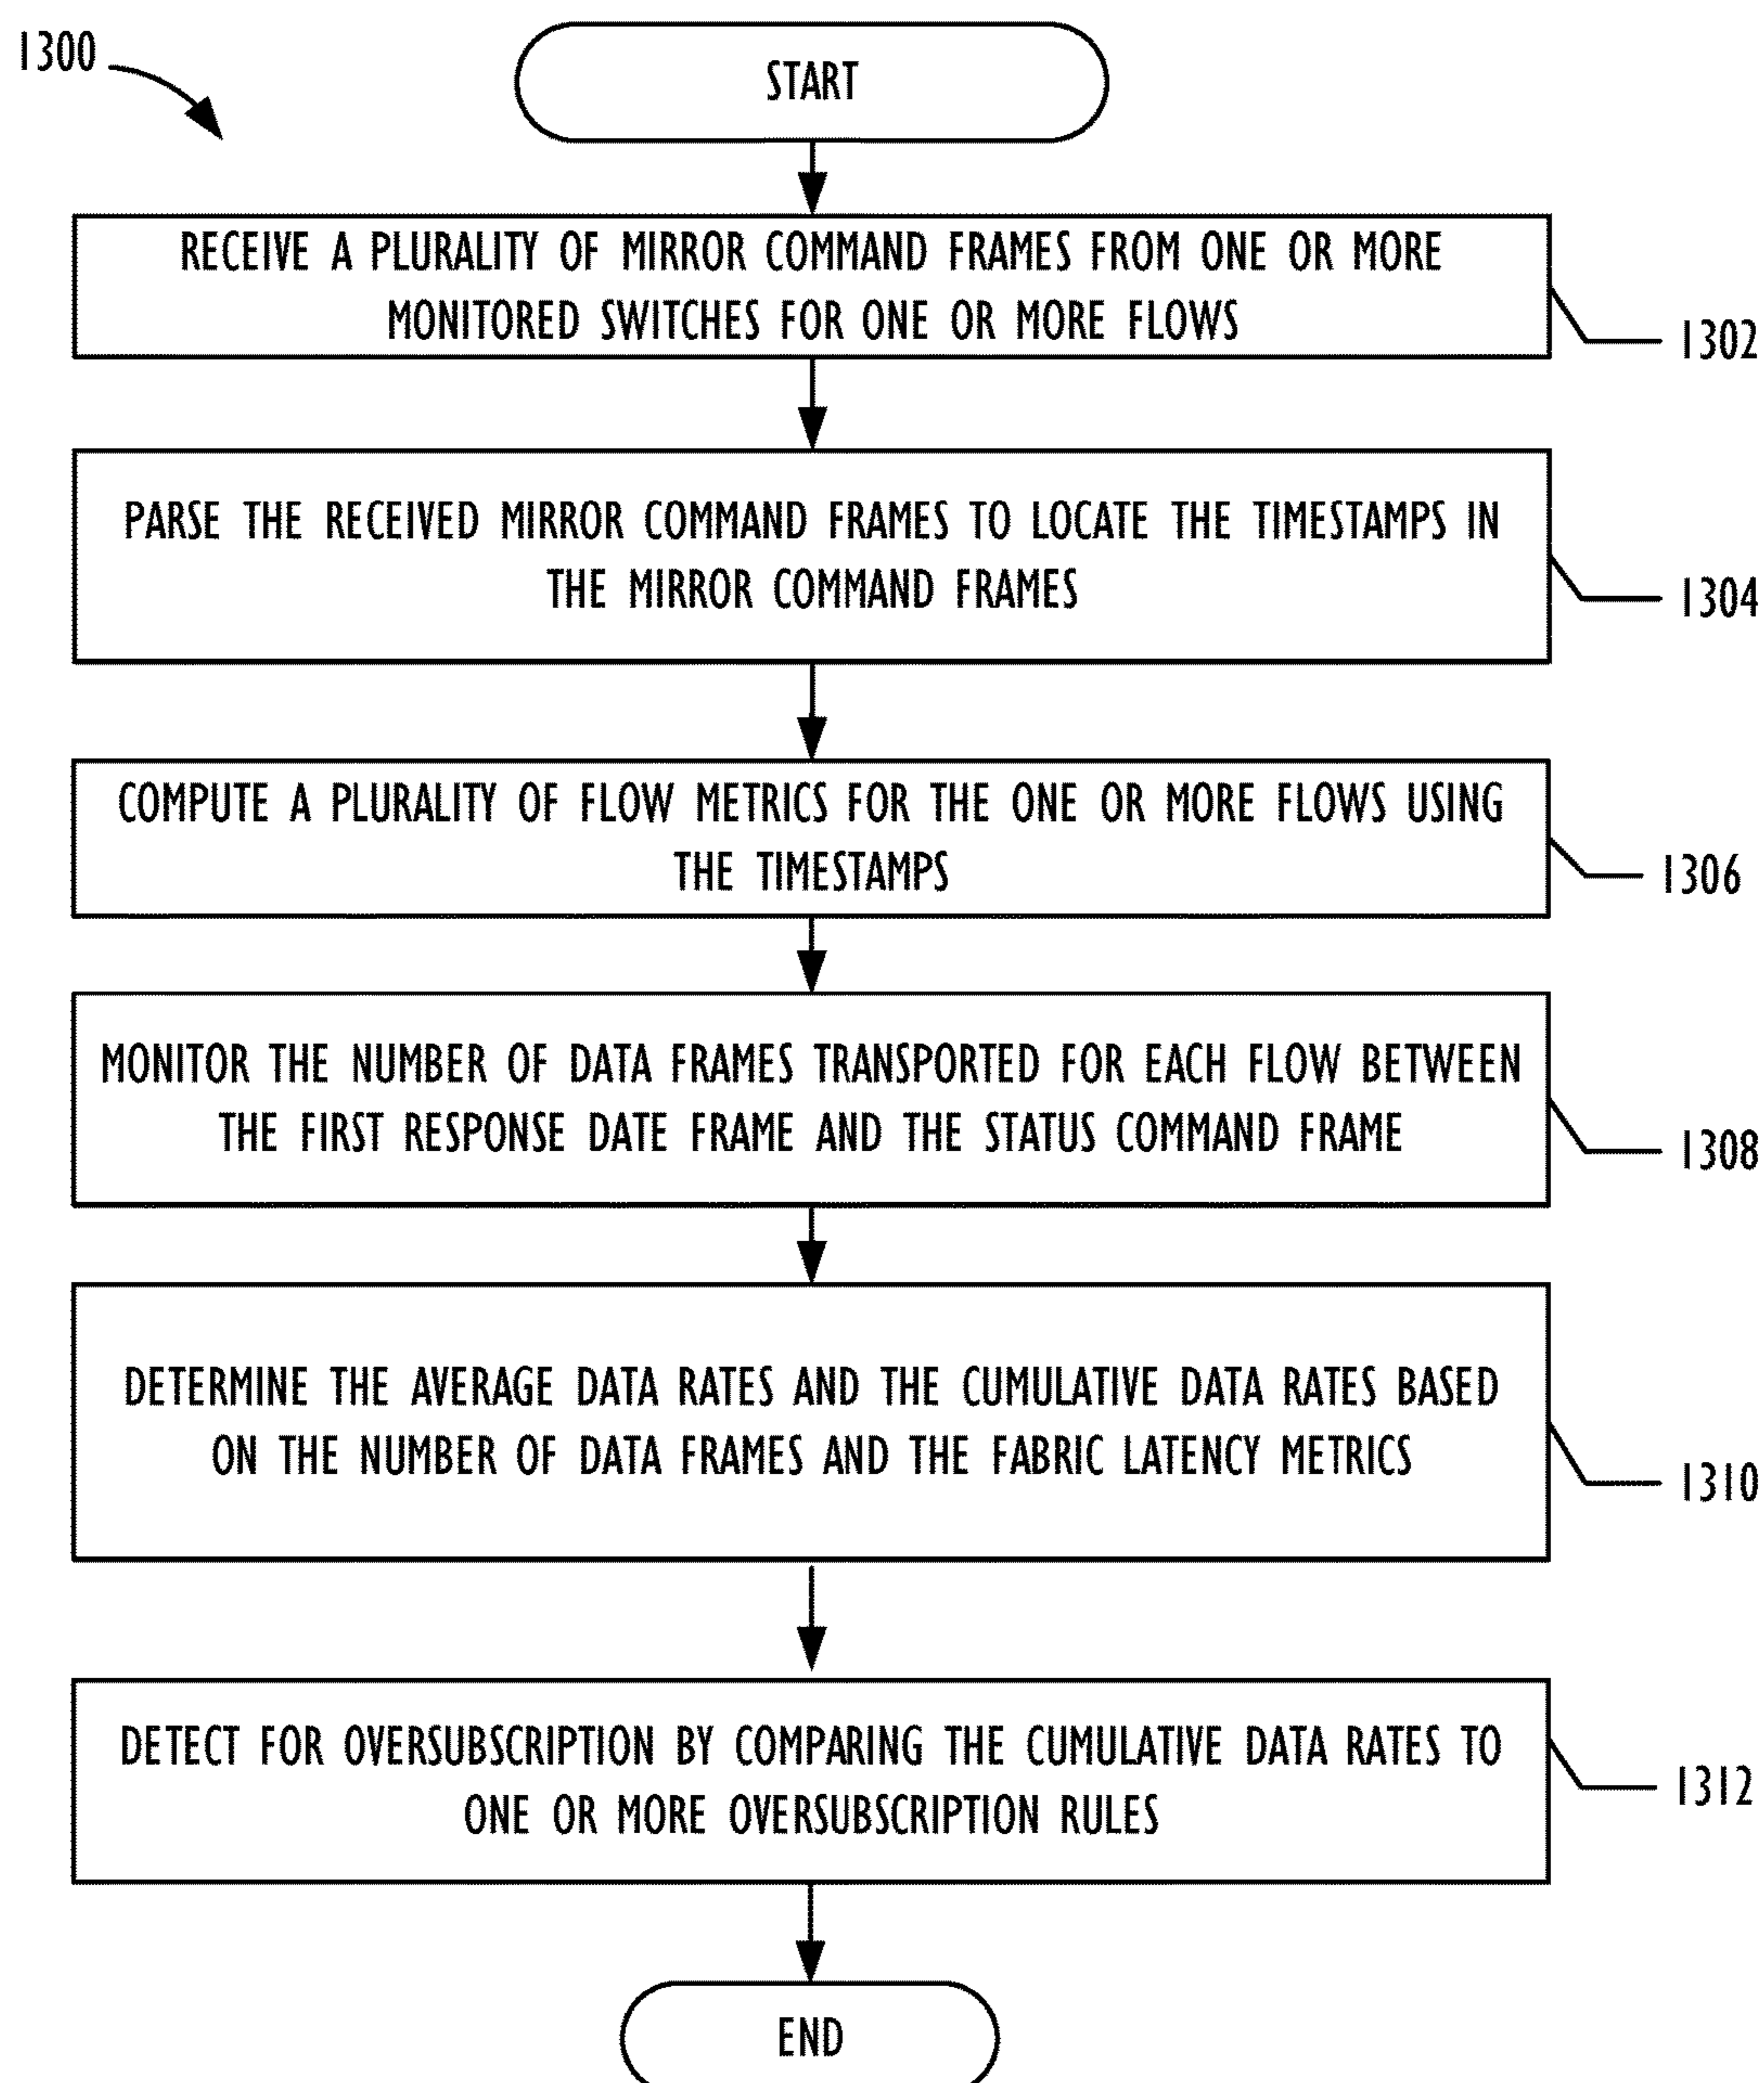 1300
START
RECEIVE A PLURALITY OF MIRROR COMMAND FRAMES FROM ONE OR MORE
MONITORED SWITCHES FOR ONE OR MORE FLOWS
1302
PARSE THE RECEIVED MIRROR COMMAND FRAMES TO LOCATE THE TIMESTAMPS IN
THE MIRROR COMMAND FRAMES
1304
COMPUTE A PLURALITY OF FLOW METRICS FOR THE ONE OR MORE FLOWS USING
THE TIMESTAMPS
1306
MONITOR THE NUMBER OF DATA FRAMES TRANSPORTED FOR EACH FLOW BETWEEN
THE FIRST RESPONSE DATE FRAME AND THE STATUS COMMAND FRAME
1308
DETERMINE THE AVERAGE DATA RATES AND THE CUMULATIVE DATA RATES BASED
ON THE NUMBER OF DATA FRAMES AND THE FABRIC LATENCY METRICS
1310
DETECT FOR OVERSUBSCRIPTION BY COMPARING THE CUMULATIVE DATA RATES TO
ONE OR MORE OVERSUBSCRIPTION RULES
1312
END